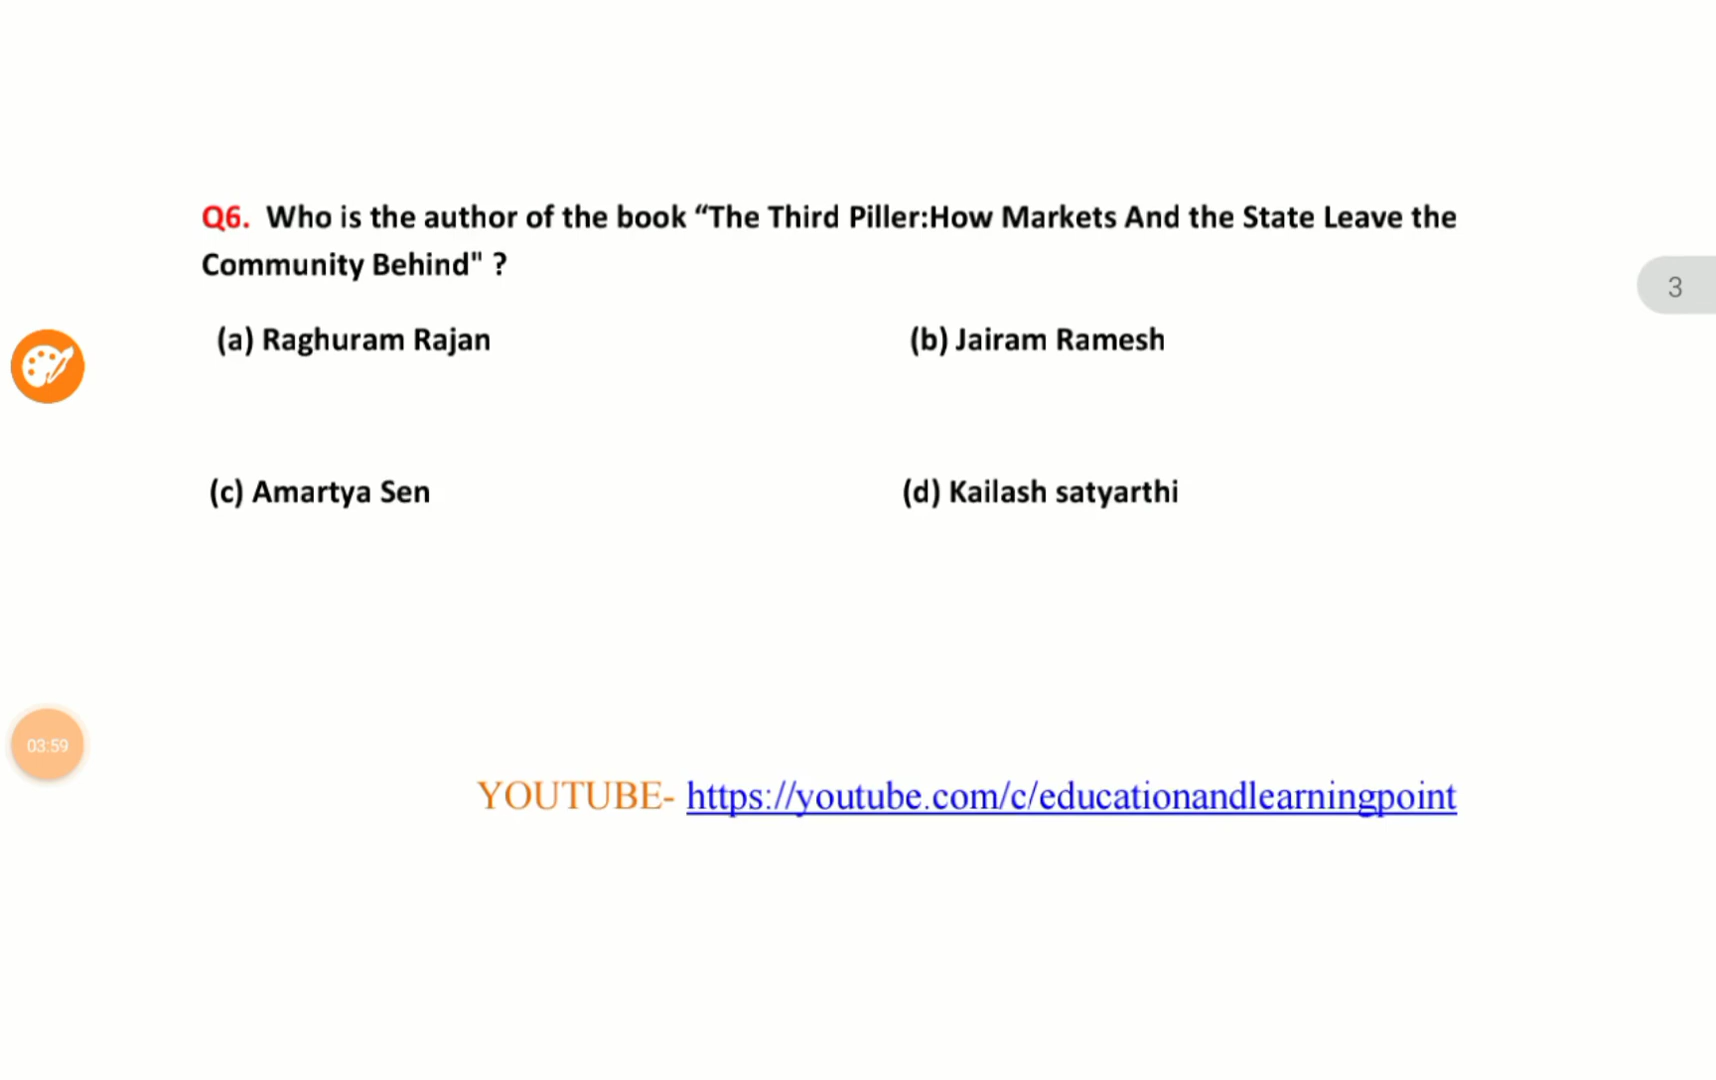 Q6. Who is the author of the book “The Third Piller:How Markets And the State Leave the
Community Behind" ?
3
(a) Raghuram Rajan
(b) Jairam Ramesh
(c) Amartya Sen
(d) Kailash satyarthi
03:59
YOUTUBE- https://youtube.com/c/educationandlearningpoint